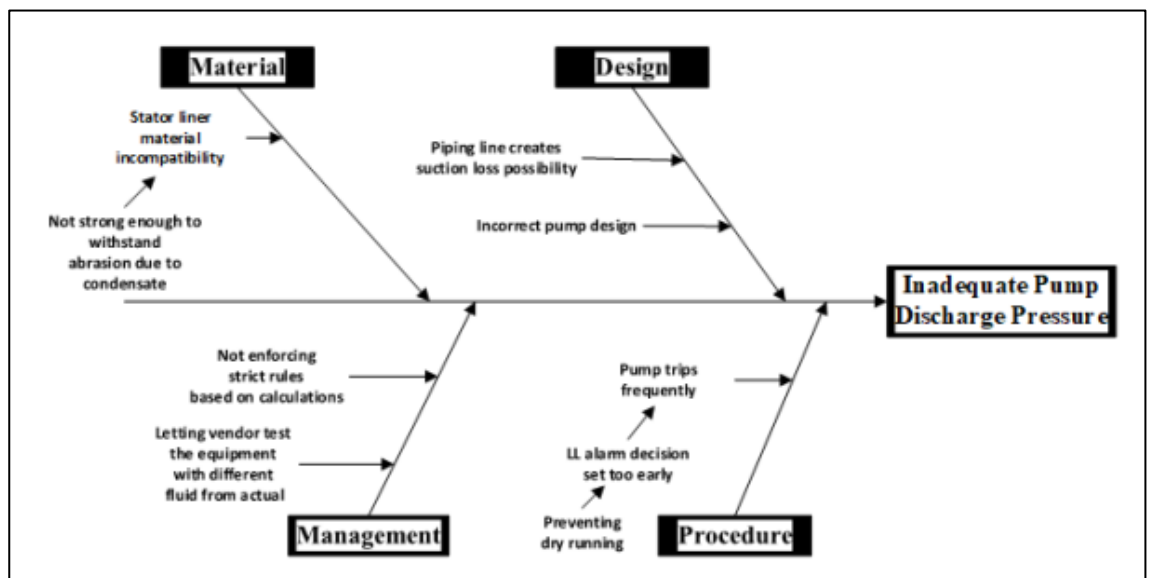 Material
Design
Stator liner
material
incompatibility
Not strong enough to
withstand
abrasion due to
condensate
Piping line creates
suction loss possibility
Incorrect pump design
Inadequate Pump
Discharge Pressure
Not enforcing
strict rules
based on calculations
Letting vendor test
the equipment
with different
fluid from actual
Management
Pump trips
frequently
LL alarm decision
set too early
Preventing
dry running
Procedure